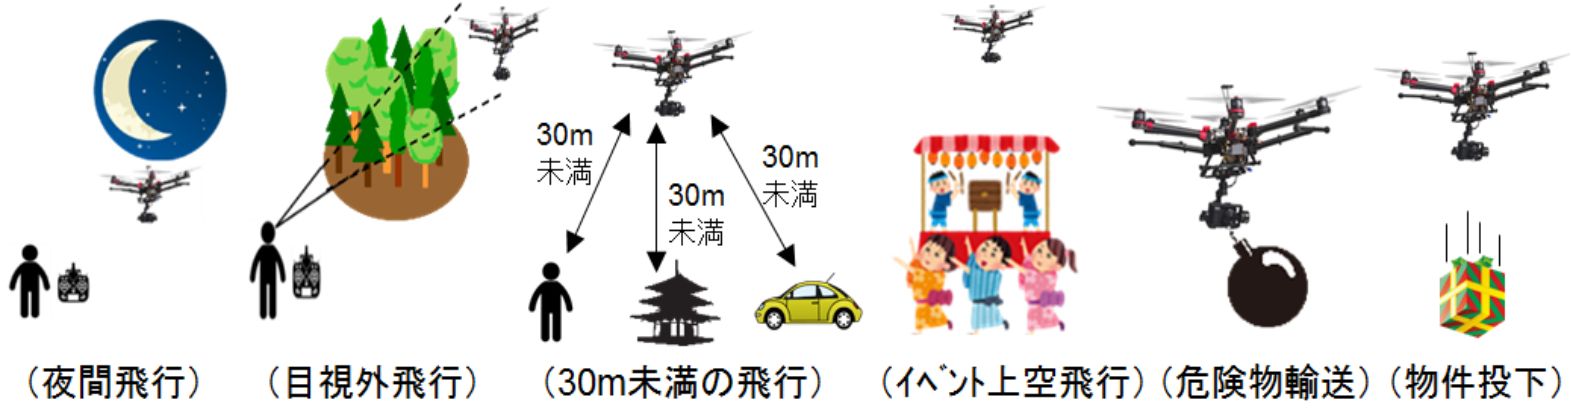 30m
未満
30m
未満
30m
未満
（夜間飛行）
（目視外飛行）
（30m未満の飛行）
（ｲﾍﾞﾝﾄ上空飛行）
（危険物輸送）
（物件投下）